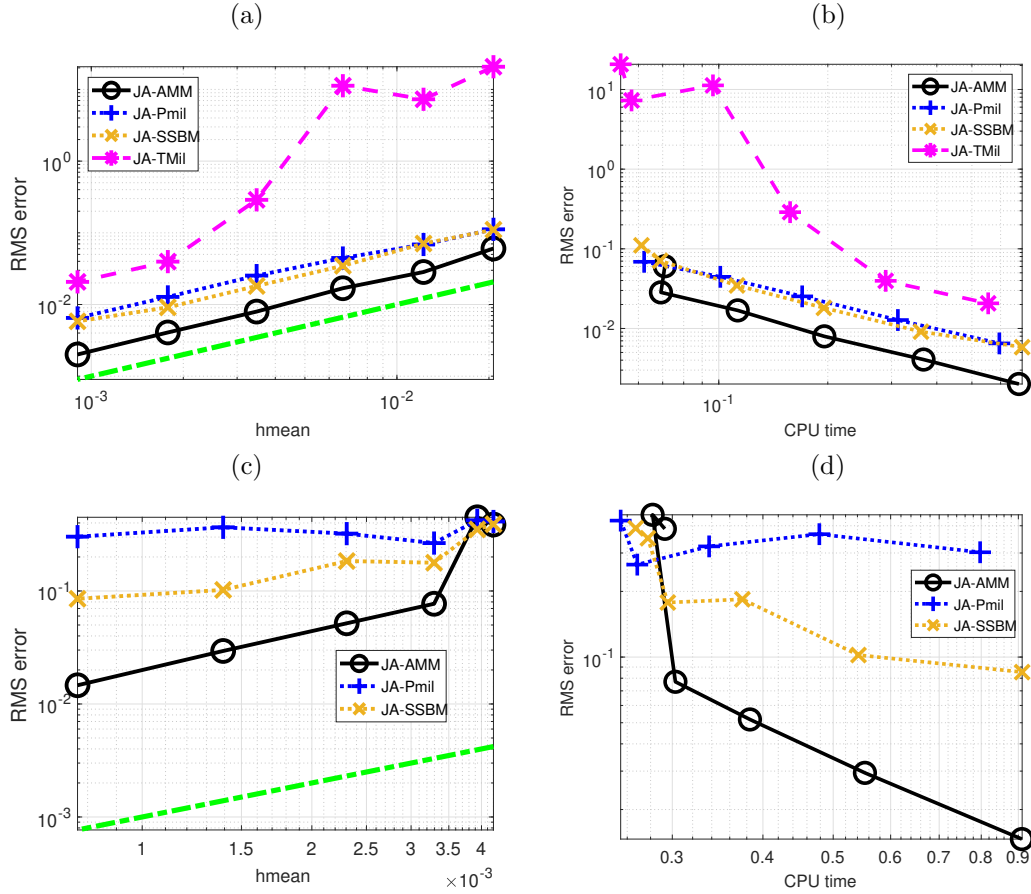 (a)
RMS error
10^0
10^-2
JA-AMM
JA-Pmil
JA-SSBM
JA-TMil
10^-3
10^-2
hmean
(b)
RMS error
10^1
10^0
10^-1
10^-2
JA-AMM
JA-Pmil
JA-SSBM
JA-TMil
10^-1
CPU time
(c)
RMS error
10^-1
10^-2
10^-3
JA-AMM
JA-Pmil
JA-SSBM
1
1.5
2
2.5
3
3.5
4
hmean
×10^-3
(d)
RMS error
10^-1
JA-AMM
JA-Pmil
JA-SSBM
0.3
0.4
0.5
0.6
0.7
0.8
0.9
CPU time